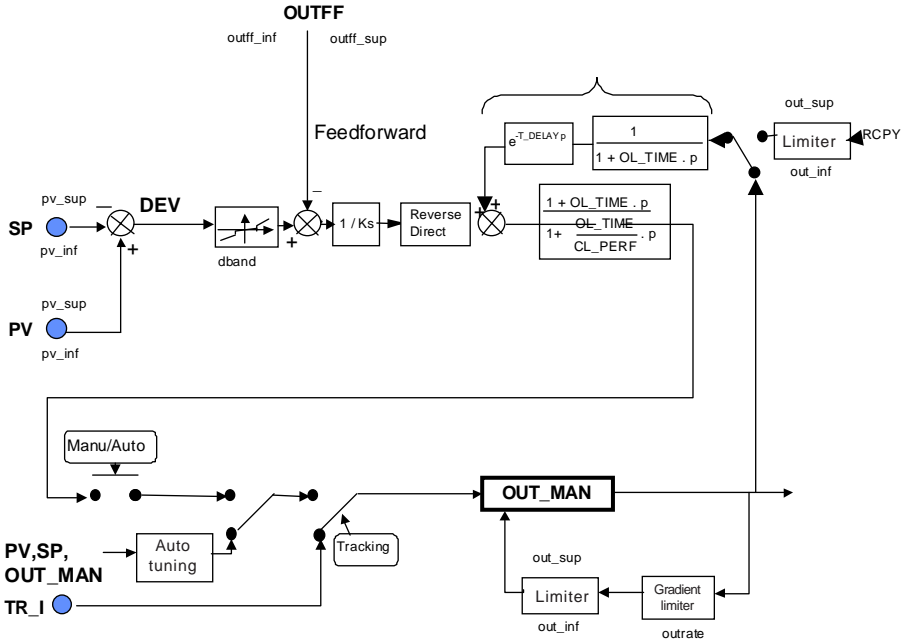 OUTFF
outff_inf
outff_sup
Feedforward
out_sup
Limiter
RCPY
out_inf
e-T_DELAY p
1
1 + OL_TIME . p
pv_sup
SP
pv_inf
DEV
dband
1 / Ks
Reverse
Direct
1 + OL_TIME . p
1+ OL_TIME . p
CL_PERF
pv_sup
PV
pv_inf
– + – + + +
Manu/Auto
PV,SP,
OUT_MAN
Auto
tuning
TR_I
Tracking
OUT_MAN
out_sup
Limiter
out_inf
Gradient
limiter
outrate